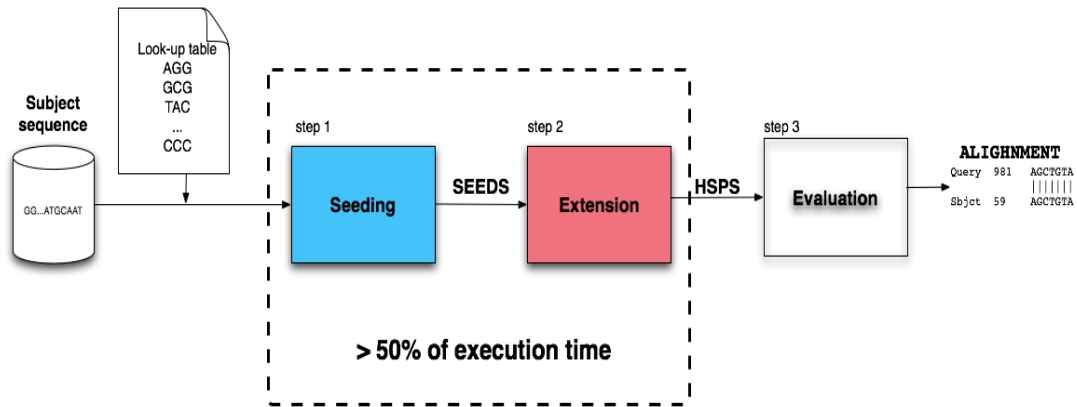 Look-up table
AGG
GCG
TAC
...
CCC
Subject
sequence
GG...ATGCAAT
step 1
Seeding
SEEDS
step 2
Extension
HSPS
step 3
Evaluation
> 50% of execution time
ALIGHNMENT
Query 981 AGCTGTA
|||||||
Sbjct 59 AGCTGTA